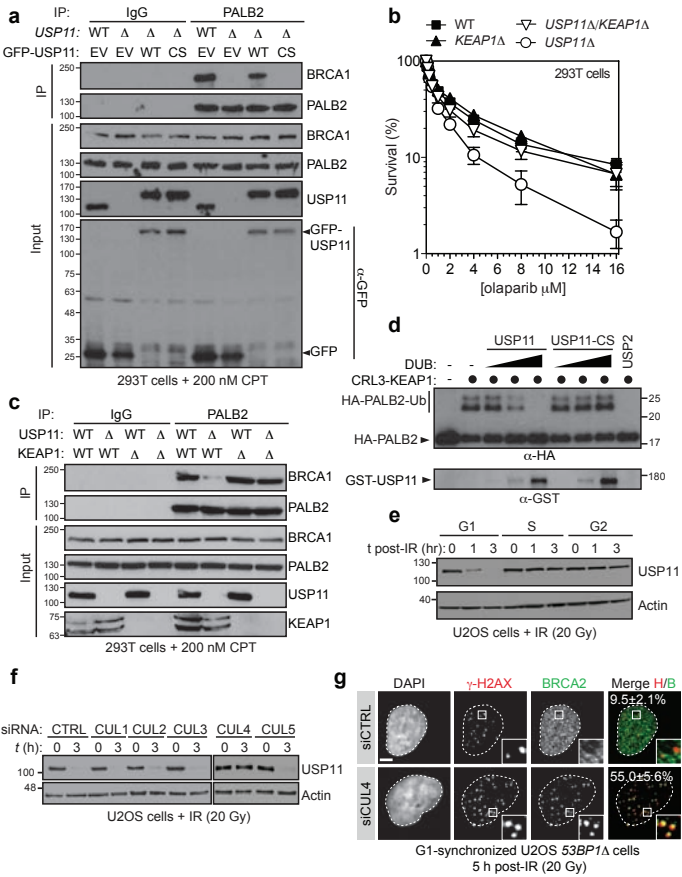 a
IP: IgG PALB2
USP11: WT Δ Δ Δ WT Δ Δ Δ
GFP-USP11: EV EV WT CS EV EV WT CS
IP
250
BRCA1
130
100
PALB2
Input
250
BRCA1
130
100
PALB2
170
130
100
USP11
170
130
100
75
63
48
35
25
GFP-
USP11
GFP
α-GFP
293T cells + 200 nM CPT
b
WT
KEAP1Δ
USP11Δ/KEAP1Δ
USP11Δ
293T cells
Survival (%)
100
10
1
0 2 4 6 8 10 12 14 16
[olaparib μM]
c
IP: IgG PALB2
USP11: WT Δ WT Δ WT Δ WT Δ
KEAP1: WT WT Δ Δ WT WT Δ Δ
IP
250
BRCA1
130
100
PALB2
Input
250
BRCA1
130
PALB2
130
100
USP11
75
63
KEAP1
293T cells + 200 nM CPT
d
USP11 USP11-CS USP2
DUB: - -
CRL3-KEAP1: -
HA-PALB2-Ub
25
20
HA-PALB2
17
α-HA
GST-USP11
180
α-GST
e
G1 S G2
t post-IR (hr): 0 1 3 0 1 3 0 1 3
130
100
USP11
40
Actin
U2OS cells + IR (20 Gy)
f
siRNA: CTRL CUL1 CUL2 CUL3 CUL4 CUL5
t (h): 0 3 0 3 0 3 0 3 0 3 0 3
100
USP11
48
Actin
U2OS cells + IR (20 Gy)
g
DAPI γ-H2AX BRCA2 Merge H/B
siCTRL
9.5±2.1%
siCUL4
55.0±5.6%
G1-synchronized U2OS 53BP1Δ cells
5 h post-IR (20 Gy)